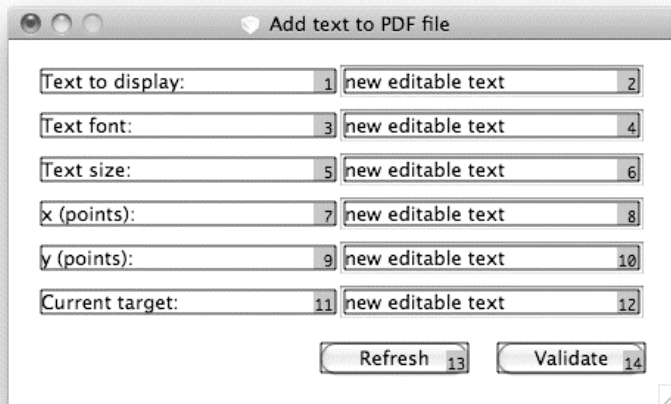 Add text to PDF file
Text to display: 1 new editable text 2
Text font: 3 new editable text 4
Text size: 5 new editable text 6
x (points): 7 new editable text 8
y (points): 9 new editable text 10
Current target: 11 new editable text 12
Refresh 13 Validate 14